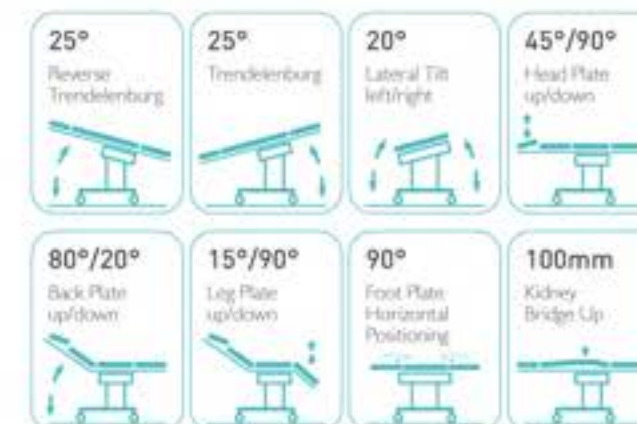 25°
Reverse
Trendelenburg
25°
Trendelenburg
20°
Lateral Tilt
left/right
45°/90°
Head Plate
up/down
80°/20°
Back Plate
up/down
15°/90°
Leg Plate
up/down
90°
Foot Plate
Horizontal
Positioning
100mm
Kidney
Bridge Up